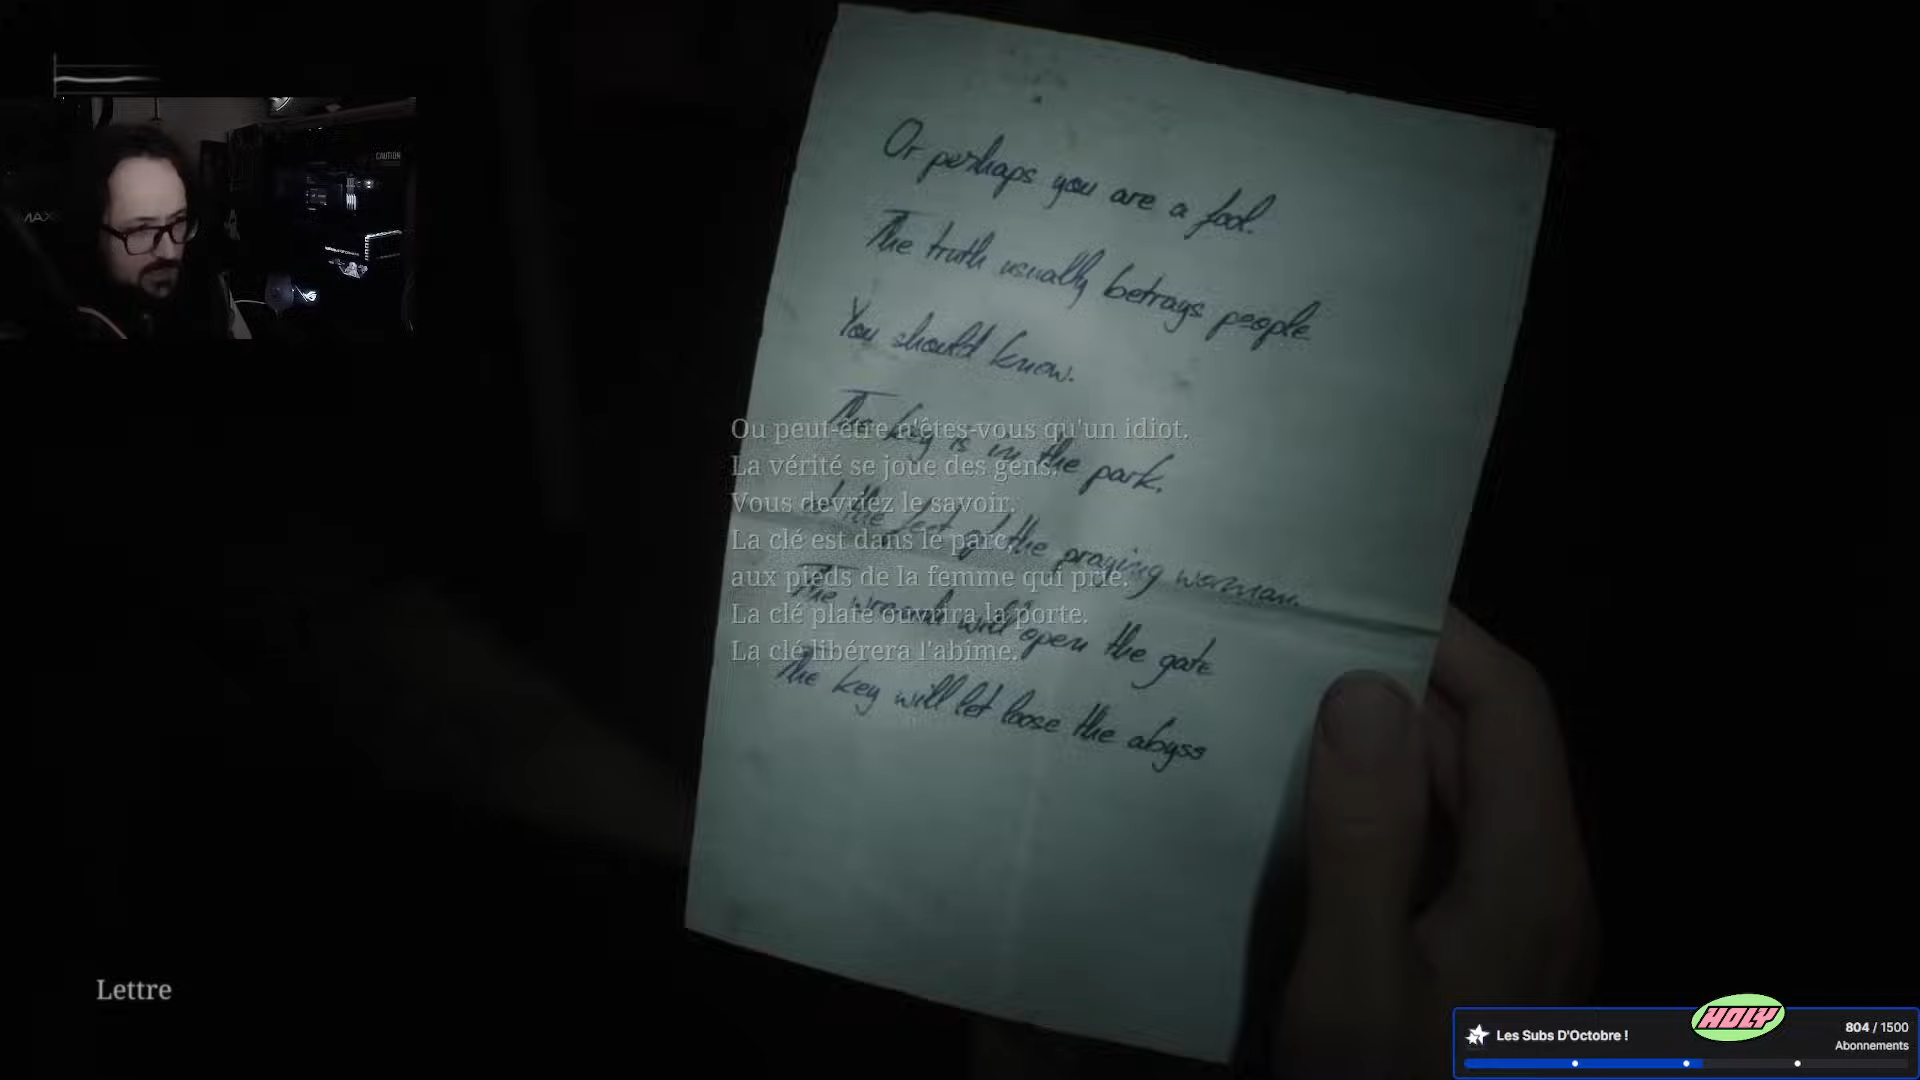 CAUTION
MAX
Or perhaps you are a fool.
The truth usually betrays people
You should know.
The key is in the park.
at the feet of the praying woman.
The wrench will open the gate
The key will let loose the abyss
Ou peut-être n'êtes-vous qu'un idiot.
La vérité se joue des gens.
Vous devriez le savoir.
La clé est dans le parc,
aux pieds de la femme qui prie.
La clé plate ouvrira la porte.
La clé libérera l'abîme.
Lettre
Les Subs D'Octobre !
HOLY
804 / 1500
Abonnements